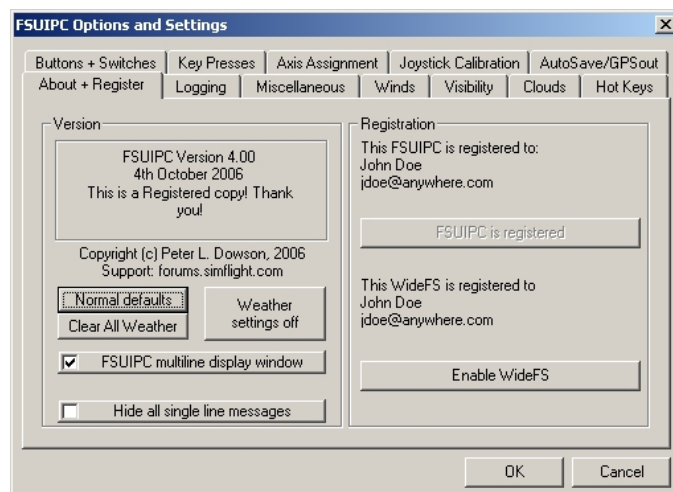 FSUIPC Options and Settings
Buttons + Switches Key Presses Axis Assignment Joystick Calibration AutoSave/GPSout
About + Register Logging Miscellaneous Winds Visibility Clouds Hot Keys
Version
FSUIPC Version 4.00
4th October 2006
This is a Registered copy! Thank
you!
Copyright (c) Peter L. Dowson, 2006
Support: forums.simflight.com
Normal defaults
Clear All Weather
Weather
settings off
FSUIPC multiline display window
Hide all single line messages
Registration
This FSUIPC is registered to:
John Doe
jdoe@anywhere.com
FSUIPC is registered
This WideFS is registered to
John Doe
jdoe@anywhere.com
Enable WideFS
OK Cancel